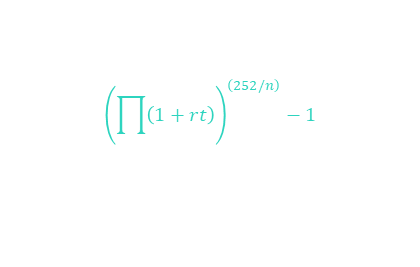 (∏(1 + rt))^(252/n) − 1